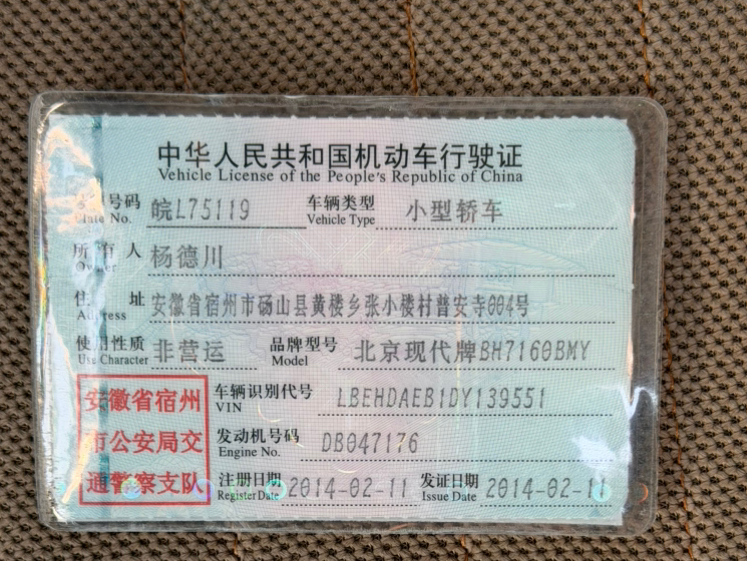 中华人民共和国机动车行驶证
Vehicle License of the People's Republic of China
号码 皖L75119 车辆类型 小型轿车
Plate No. Vehicle Type
所有人 杨德川
Owner
住址 安徽省宿州市砀山县黄楼乡张小楼村普安寺004号
Address
使用性质 非营运 品牌型号 北京现代牌BH7160BMY
Use Character Model
安徽省宿州 车辆识别代号 LBEHDAEB1DY139551
VIN
市公安局交 发动机号码 DB047176
Engine No.
通警察支队 注册日期 2014-02-11 发证日期 2014-02-11
Register Date Issue Date